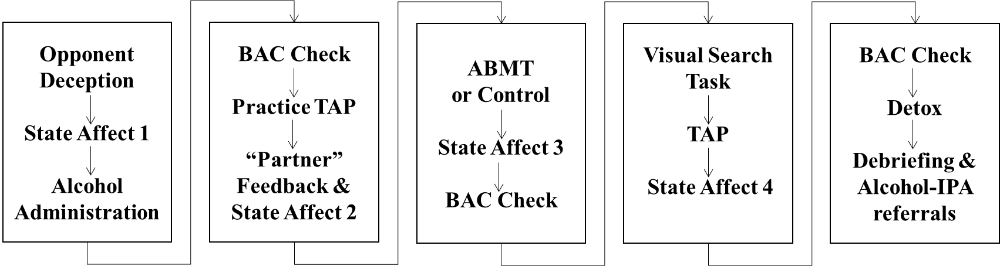 Opponent
Deception
State Affect 1
Alcohol
Administration
BAC Check
Practice TAP
“Partner”
Feedback &
State Affect 2
ABMT
or Control
State Affect 3
BAC Check
Visual Search
Task
TAP
State Affect 4
BAC Check
Detox
Debriefing &
Alcohol-IPA
referrals